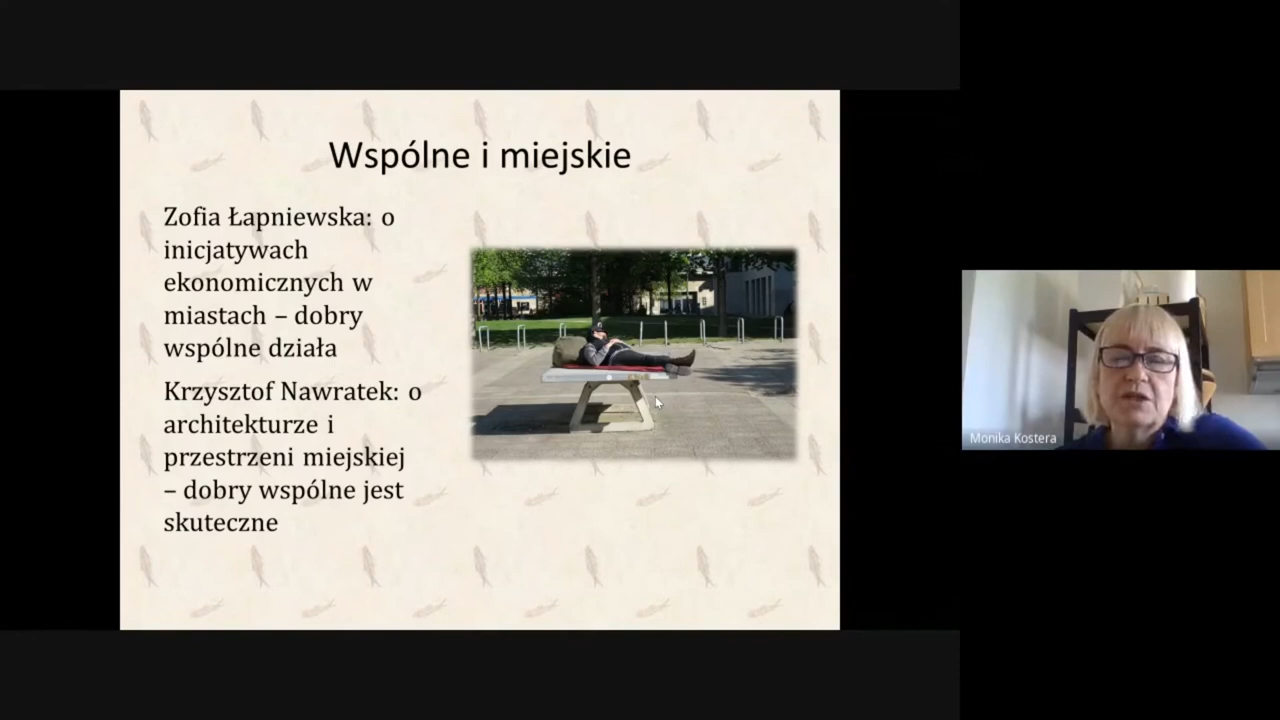 Wspólne i miejskie
Zofia Łapniewska: o
inicjatywach
ekonomicznych w
miastach – dobry
wspólne działa
Krzysztof Nawratek: o
architekturze i
przestrzeni miejskiej
– dobry wspólne jest
skuteczne
Monika Kostera